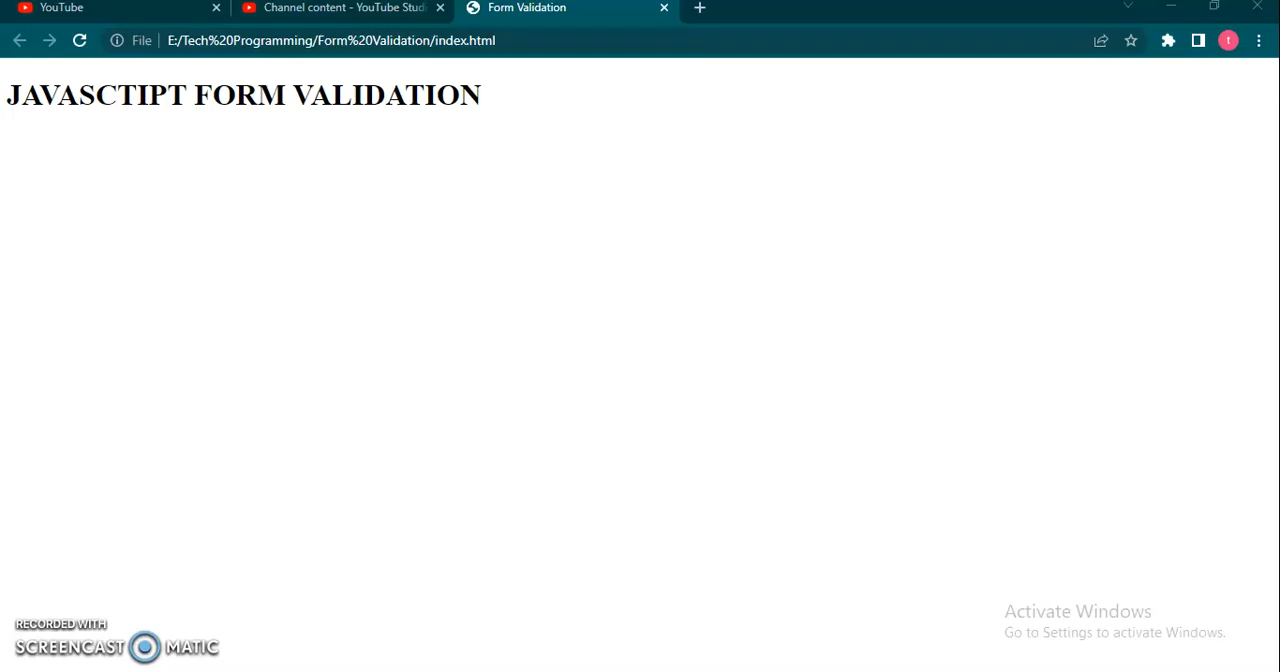 YouTube
Channel content - YouTube Stud
Form Validation
File
E:/Tech%20Programming/Form%20Validation/index.html
t
JAVASCTIPT FORM VALIDATION
Activate Windows
Go to Settings to activate Windows.
RECORDED WITH
SCREENCAST MATIC